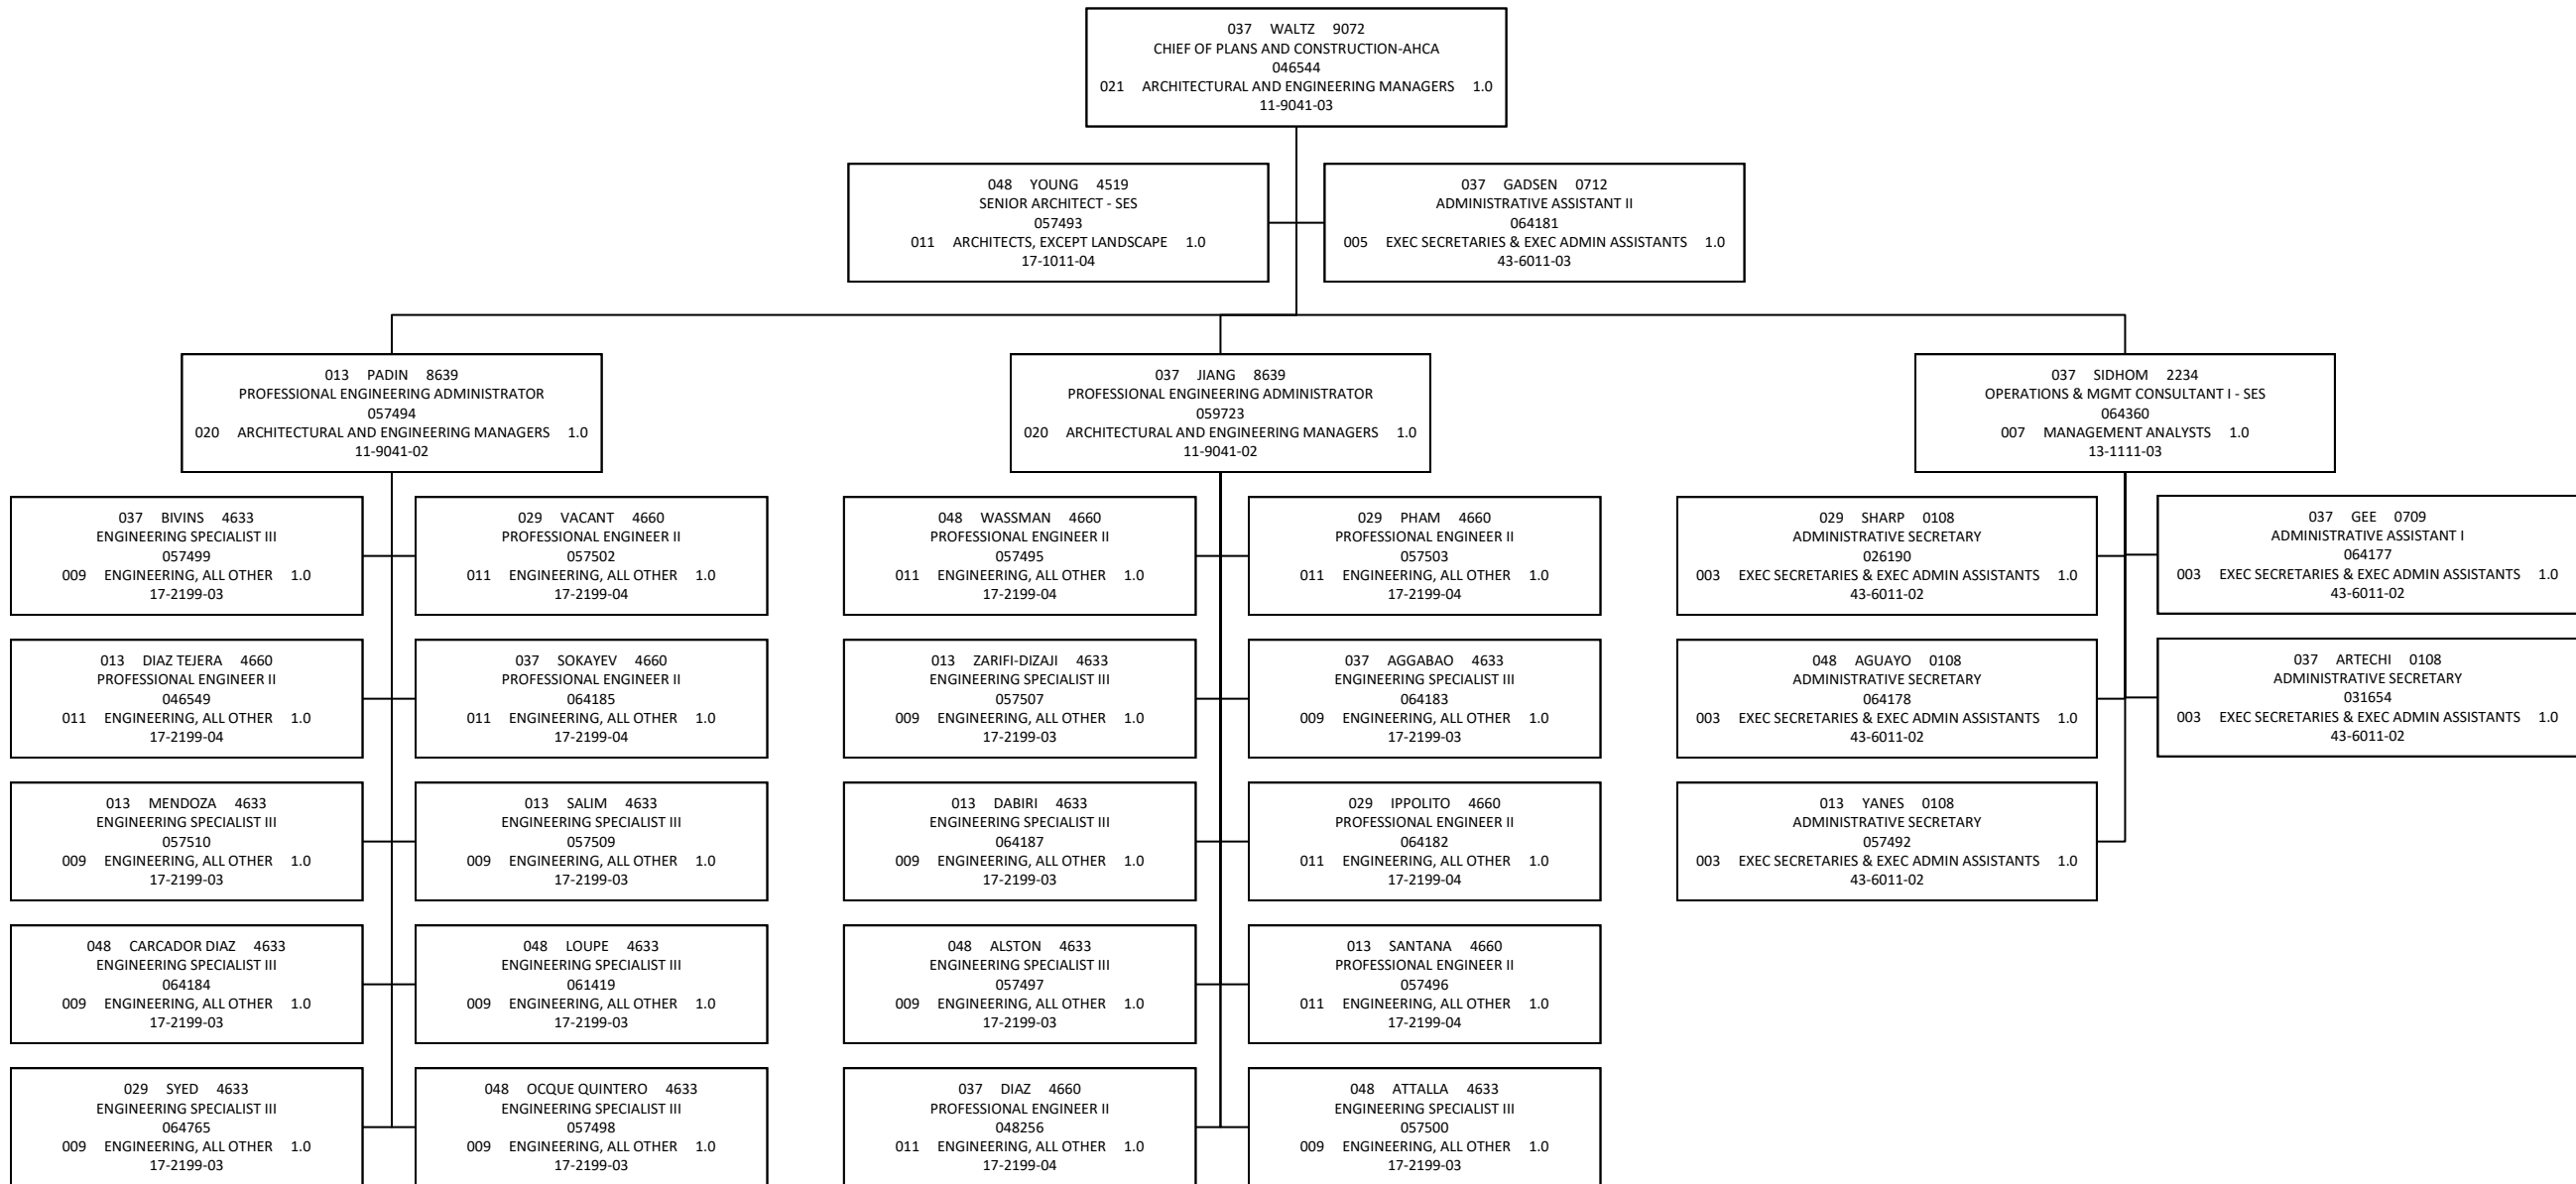 037 WALTZ 9072
CHIEF OF PLANS AND CONSTRUCTION-AHCA
046544
021 ARCHITECTURAL AND ENGINEERING MANAGERS 1.0
11-9041-03
048 YOUNG 4519
SENIOR ARCHITECT - SES
057493
011 ARCHITECTS, EXCEPT LANDSCAPE 1.0
17-1011-04
037 GADSEN 0712
ADMINISTRATIVE ASSISTANT II
064181
005 EXEC SECRETARIES & EXEC ADMIN ASSISTANTS 1.0
43-6011-03
013 PADIN 8639
PROFESSIONAL ENGINEERING ADMINISTRATOR
057494
020 ARCHITECTURAL AND ENGINEERING MANAGERS 1.0
11-9041-02
037 JIANG 8639
PROFESSIONAL ENGINEERING ADMINISTRATOR
059723
020 ARCHITECTURAL AND ENGINEERING MANAGERS 1.0
11-9041-02
037 SIDHOM 2234
OPERATIONS & MGMT CONSULTANT I - SES
064360
007 MANAGEMENT ANALYSTS 1.0
13-1111-03
037 BIVINS 4633
ENGINEERING SPECIALIST III
057499
009 ENGINEERING, ALL OTHER 1.0
17-2199-03
029 VACANT 4660
PROFESSIONAL ENGINEER II
057502
011 ENGINEERING, ALL OTHER 1.0
17-2199-04
048 WASSMAN 4660
PROFESSIONAL ENGINEER II
057495
011 ENGINEERING, ALL OTHER 1.0
17-2199-04
029 PHAM 4660
PROFESSIONAL ENGINEER II
057503
011 ENGINEERING, ALL OTHER 1.0
17-2199-04
029 SHARP 0108
ADMINISTRATIVE SECRETARY
026190
003 EXEC SECRETARIES & EXEC ADMIN ASSISTANTS 1.0
43-6011-02
037 GEE 0709
ADMINISTRATIVE ASSISTANT I
064177
003 EXEC SECRETARIES & EXEC ADMIN ASSISTANTS 1.0
43-6011-02
013 DIAZ TEJERA 4660
PROFESSIONAL ENGINEER II
046549
011 ENGINEERING, ALL OTHER 1.0
17-2199-04
037 SOKAYEV 4660
PROFESSIONAL ENGINEER II
064185
011 ENGINEERING, ALL OTHER 1.0
17-2199-04
013 ZARIFI-DIZAJI 4633
ENGINEERING SPECIALIST III
057507
009 ENGINEERING, ALL OTHER 1.0
17-2199-03
037 AGGABAO 4633
ENGINEERING SPECIALIST III
064183
009 ENGINEERING, ALL OTHER 1.0
17-2199-03
048 AGUAYO 0108
ADMINISTRATIVE SECRETARY
064178
003 EXEC SECRETARIES & EXEC ADMIN ASSISTANTS 1.0
43-6011-02
037 ARTECHI 0108
ADMINISTRATIVE SECRETARY
031654
003 EXEC SECRETARIES & EXEC ADMIN ASSISTANTS 1.0
43-6011-02
013 MENDOZA 4633
ENGINEERING SPECIALIST III
057510
009 ENGINEERING, ALL OTHER 1.0
17-2199-03
013 SALIM 4633
ENGINEERING SPECIALIST III
057509
009 ENGINEERING, ALL OTHER 1.0
17-2199-03
013 DABIRI 4633
ENGINEERING SPECIALIST III
064187
009 ENGINEERING, ALL OTHER 1.0
17-2199-03
029 IPPOLITO 4660
PROFESSIONAL ENGINEER II
064182
011 ENGINEERING, ALL OTHER 1.0
17-2199-04
013 YANES 0108
ADMINISTRATIVE SECRETARY
057492
003 EXEC SECRETARIES & EXEC ADMIN ASSISTANTS 1.0
43-6011-02
048 CARCADOR DIAZ 4633
ENGINEERING SPECIALIST III
064184
009 ENGINEERING, ALL OTHER 1.0
17-2199-03
048 LOUPE 4633
ENGINEERING SPECIALIST III
061419
009 ENGINEERING, ALL OTHER 1.0
17-2199-03
048 ALSTON 4633
ENGINEERING SPECIALIST III
057497
009 ENGINEERING, ALL OTHER 1.0
17-2199-03
013 SANTANA 4660
PROFESSIONAL ENGINEER II
057496
011 ENGINEERING, ALL OTHER 1.0
17-2199-04
029 SYED 4633
ENGINEERING SPECIALIST III
064765
009 ENGINEERING, ALL OTHER 1.0
17-2199-03
048 OCQUE QUINTERO 4633
ENGINEERING SPECIALIST III
057498
009 ENGINEERING, ALL OTHER 1.0
17-2199-03
037 DIAZ 4660
PROFESSIONAL ENGINEER II
048256
011 ENGINEERING, ALL OTHER 1.0
17-2199-04
048 ATTALLA 4633
ENGINEERING SPECIALIST III
057500
009 ENGINEERING, ALL OTHER 1.0
17-2199-03